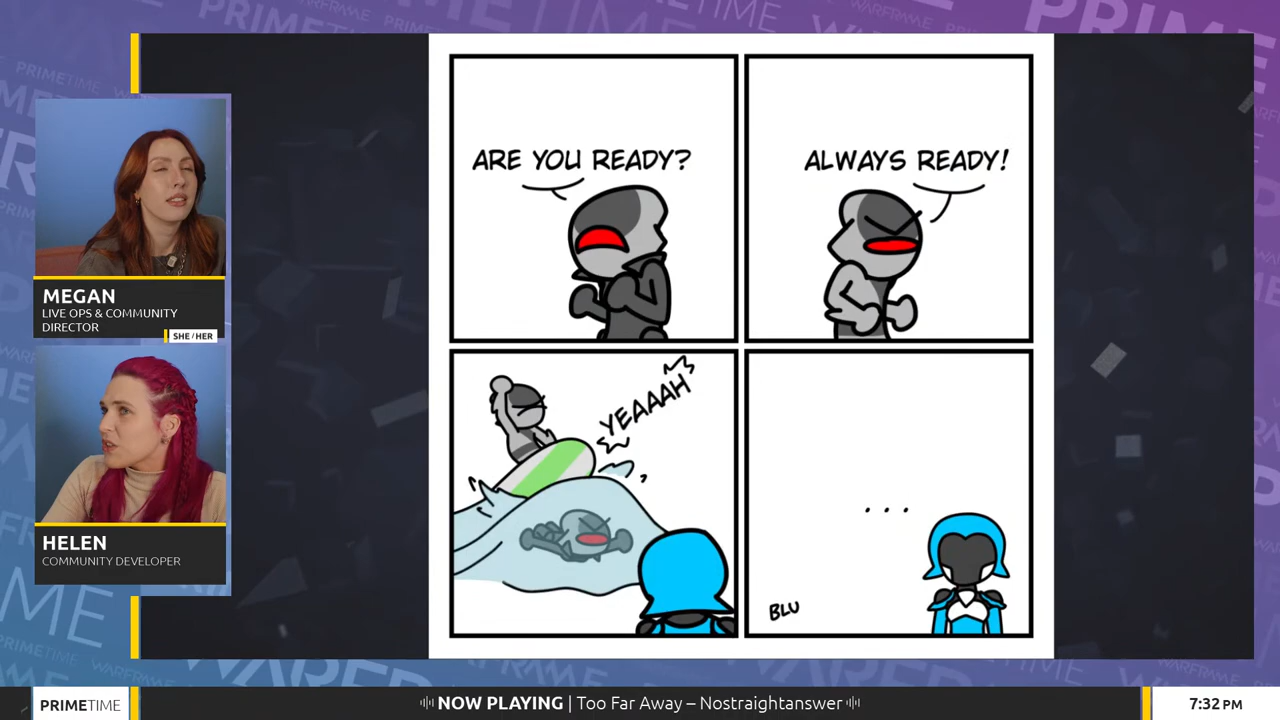 ARE YOU READY?
ALWAYS READY!
YEAAAH
. . .
BLU
MEGAN
LIVE OPS & COMMUNITY
DIRECTOR
SHE / HER
HELEN
COMMUNITY DEVELOPER
PRIMETIME
NOW PLAYING | Too Far Away – Nostraightanswer
7:32 PM